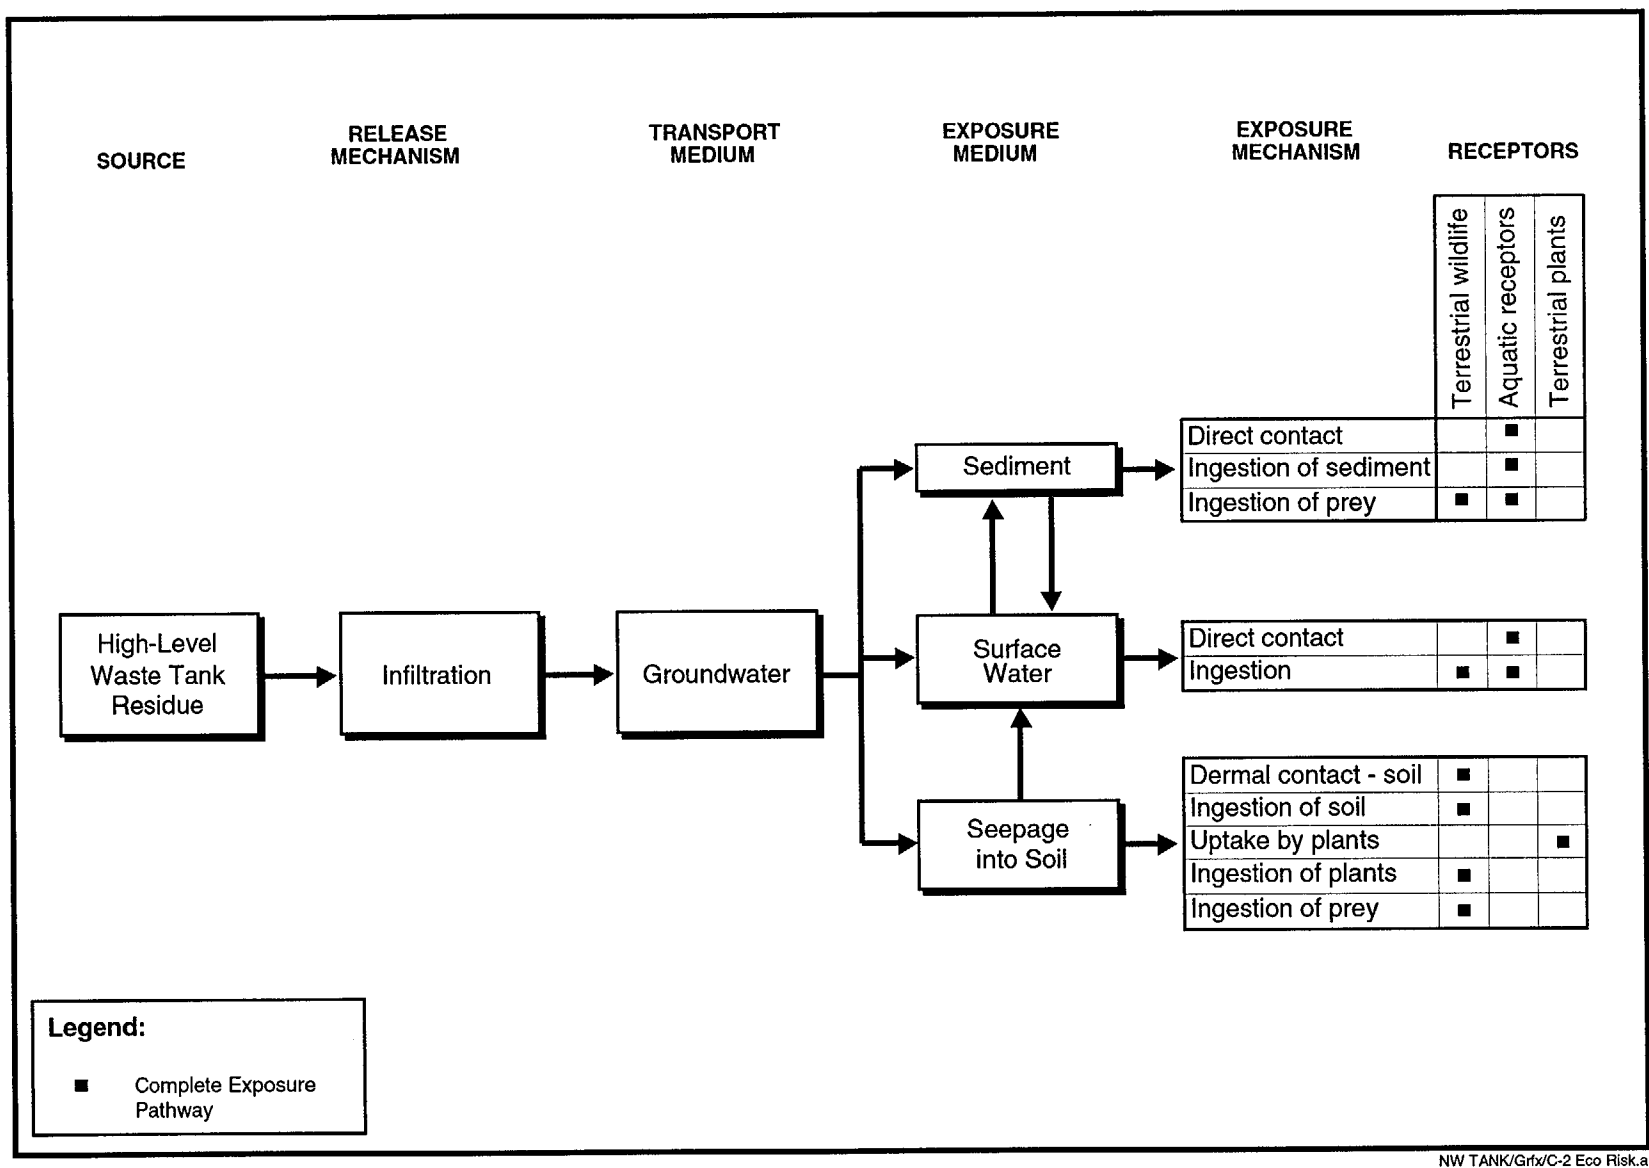 SOURCE
RELEASE
MECHANISM
TRANSPORT
MEDIUM
EXPOSURE
MEDIUM
EXPOSURE
MECHANISM
RECEPTORS
Terrestrial wildlife
Aquatic receptors
Terrestrial plants
High-Level
Waste Tank
Residue
Infiltration
Groundwater
Sediment
Direct contact
Ingestion of sediment
Ingestion of prey
Surface
Water
Direct contact
Ingestion
Seepage
into Soil
Dermal contact - soil
Ingestion of soil
Uptake by plants
Ingestion of plants
Ingestion of prey
Legend:
Complete Exposure
Pathway
NW TANK/Grfx/C-2 Eco Risk.a